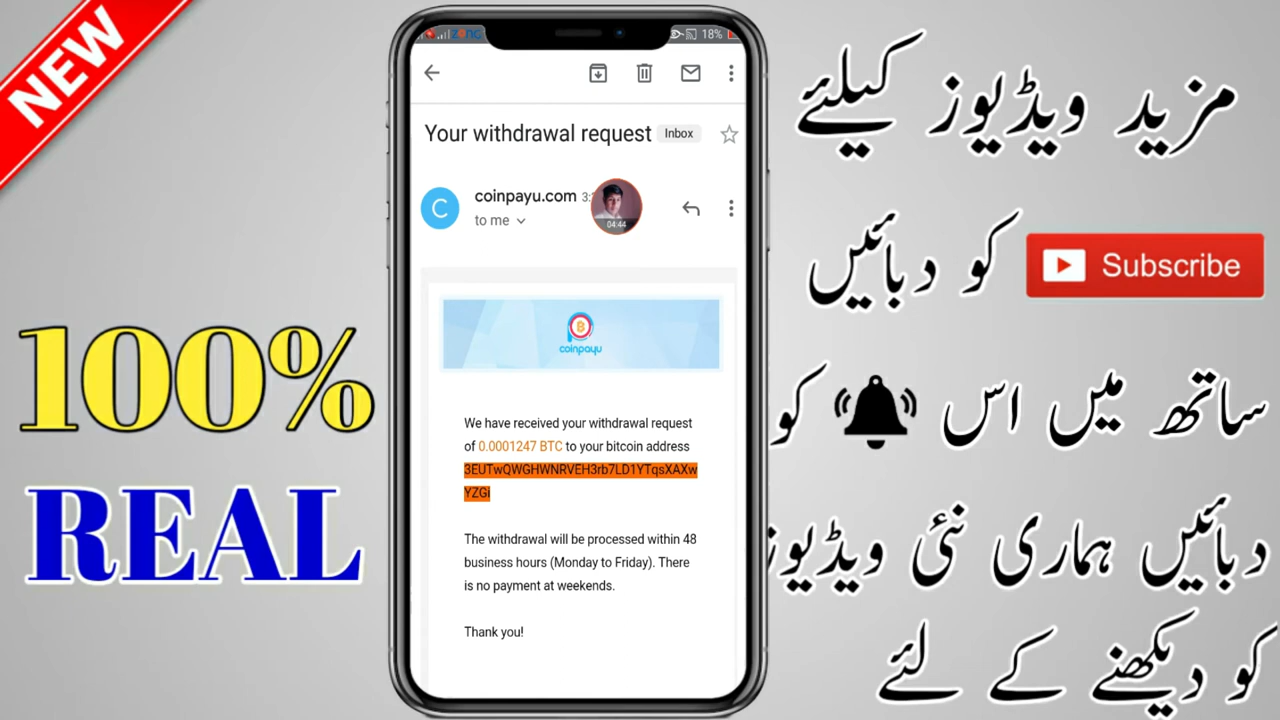 NEW
100%
REAL
ZONG
18%
Your withdrawal request Inbox
C
coinpayu.com
04:44
to me
coinpayu
We have received your withdrawal request
of 0.0001247 BTC to your bitcoin address
3EUTwQWGHWNRVEH3rb7LD1YTqsXAXw
YZGi
The withdrawal will be processed within 48
business hours (Monday to Friday). There
is no payment at weekends.
Thank you!
مزید ویڈیوز کیلئے
Subscribe کو دبائیں
ساتھ میں اس کو
دبائیں ہماری نئی ویڈیوز
کو دیکھنے کے لئے